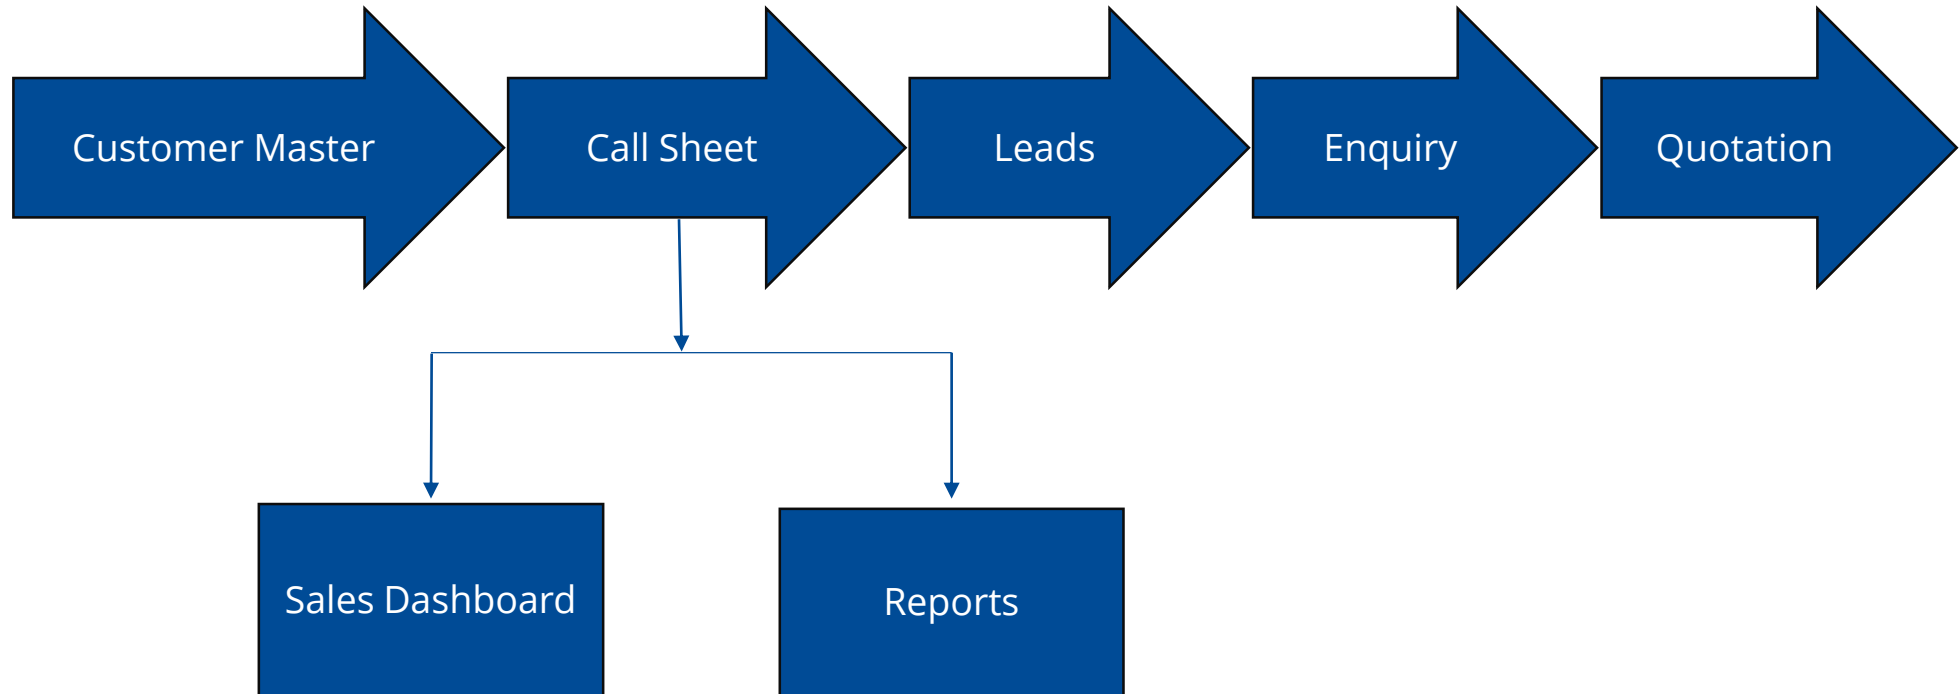 Customer Master
Call Sheet
Leads
Enquiry
Quotation
Sales Dashboard
Reports